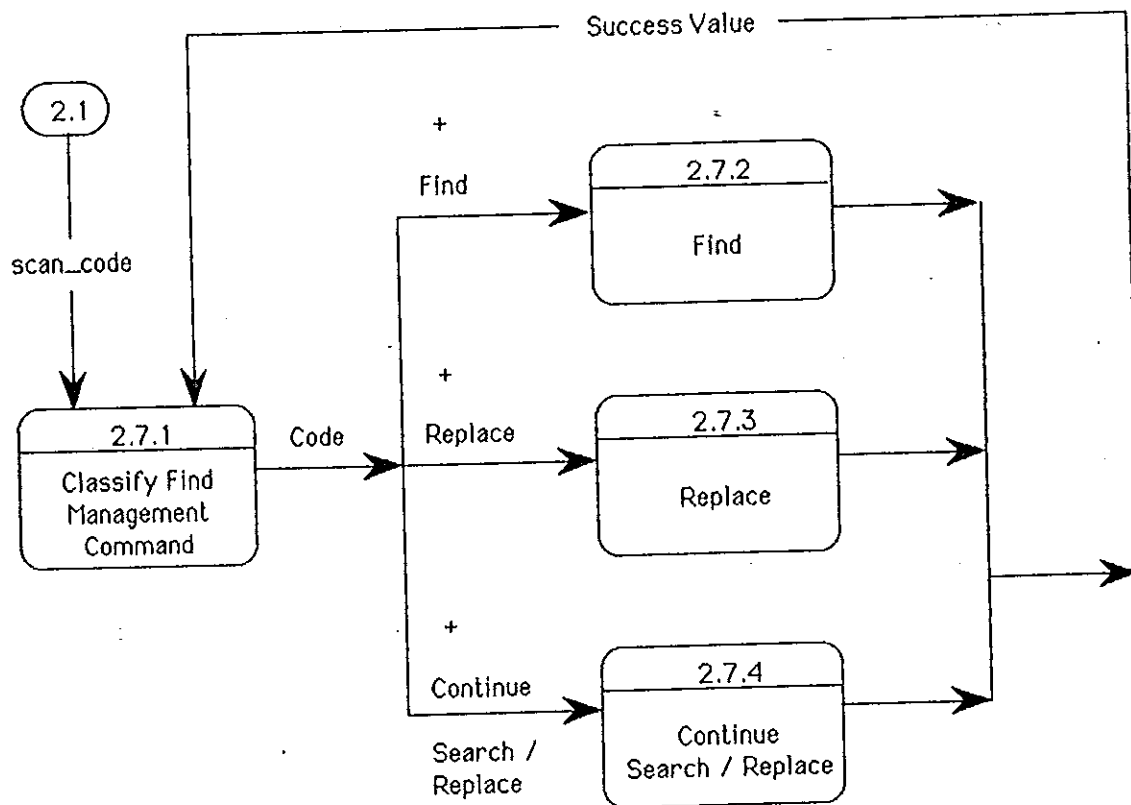 Success Value
2.1
+
2.7.2
Find
Find
scan_code
+
2.7.1
Code
Replace
2.7.3
Classify Find
Management
Command
Replace
+
2.7.4
Continue
Continue
Search / Replace
Search /
Replace